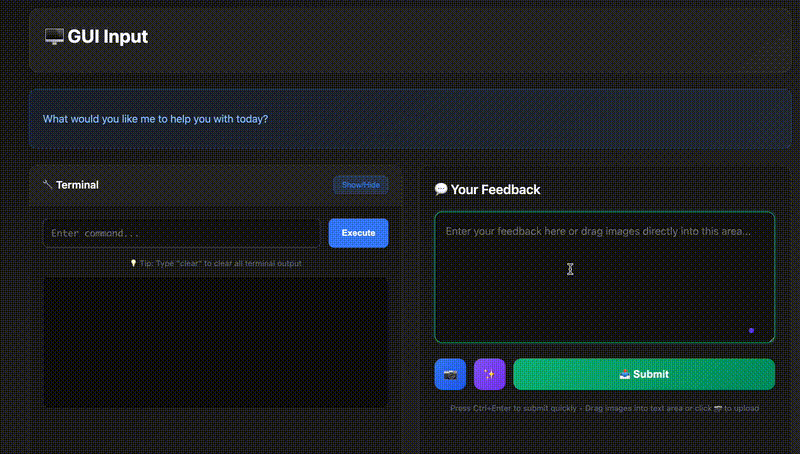 🖥️ GUI Input
What would you like me to help you with today?
🔧 Terminal
Show/Hide
Enter command...
Execute
💡 Tip: Type "clear" to clear all terminal output
💬 Your Feedback
Enter your feedback here or drag images directly into this area...
📷
✨
📤 Submit
Press Ctrl+Enter to submit quickly • Drag images into text area or click 📷 to upload